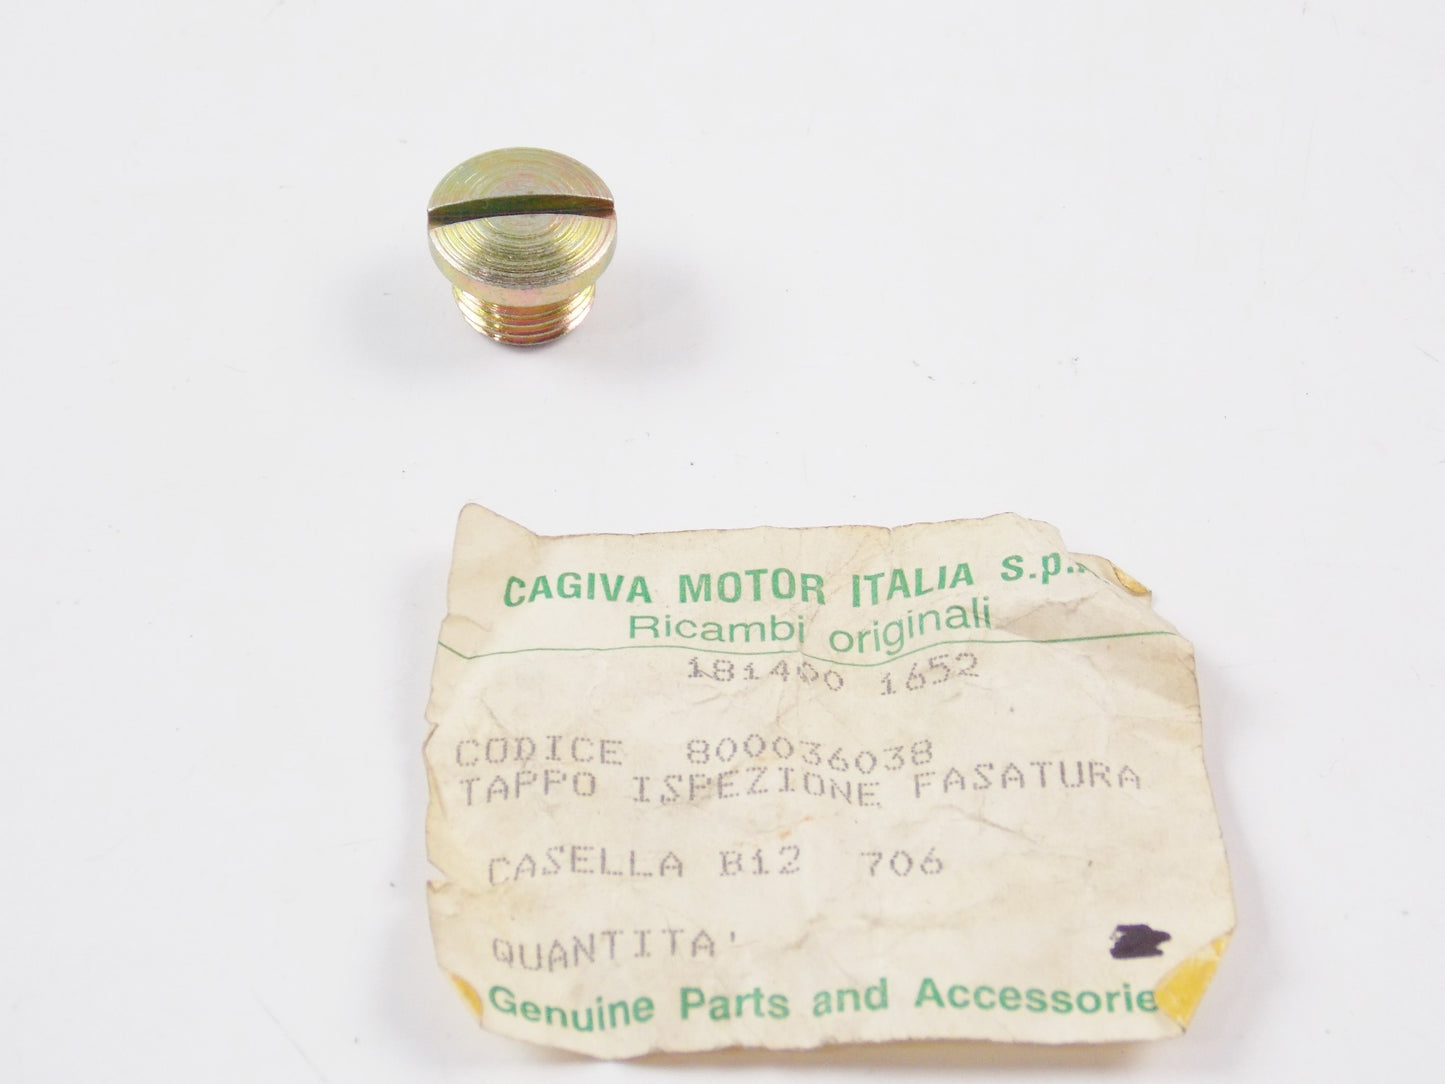 CAGIVA MOTOR ITALIA S.p.
Ricambi originali
181400 1652
CODICE 800036038
TAPPO ISPEZIONE FASATURA
CASELLA B12 706
QUANTITA'
Genuine Parts and Accessorie